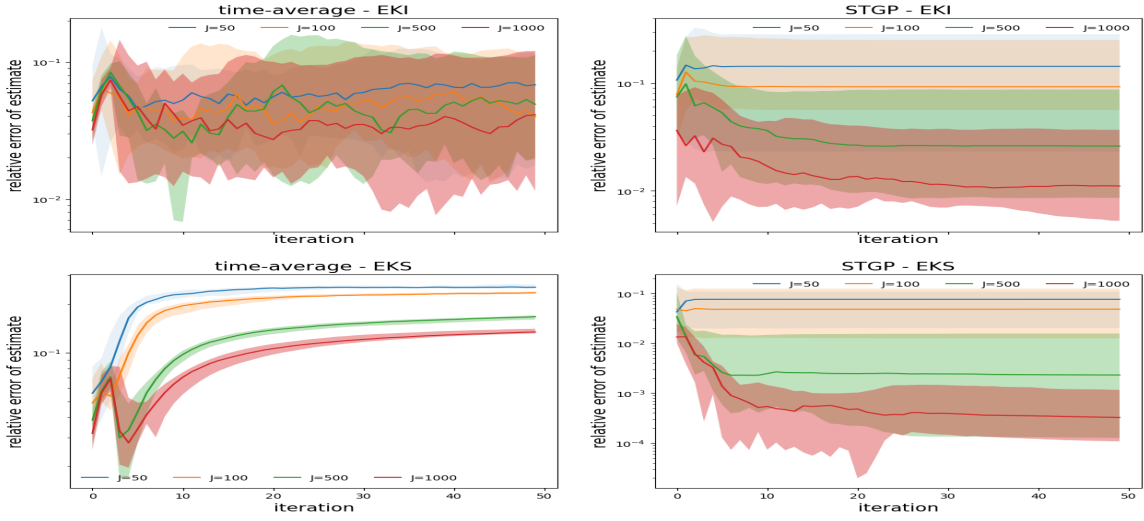 time-average - EKI
J=50 J=100 J=500 J=1000
relative error of estimate
10⁻¹
10⁻²
iteration
STGP - EKI
J=50 J=100 J=500 J=1000
relative error of estimate
10⁻¹
10⁻²
iteration
time-average - EKS
relative error of estimate
10⁻¹
J=50 J=100 J=500 J=1000
0 10 20 30 40 50
iteration
STGP - EKS
J=50 J=100 J=500 J=1000
relative error of estimate
10⁻¹
10⁻²
10⁻³
10⁻⁴
0 10 20 30 40 50
iteration